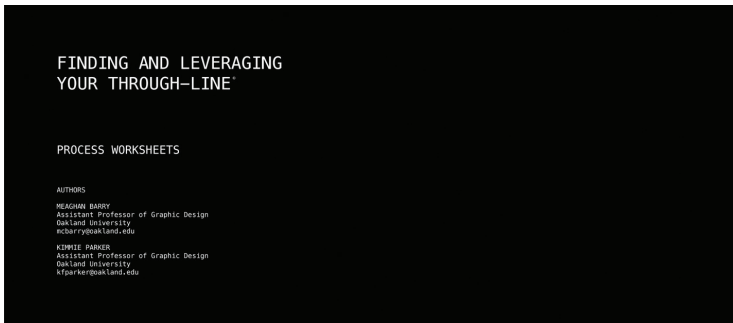 FINDING AND LEVERAGING
YOUR THROUGH–LINE*
PROCESS WORKSHEETS
AUTHORS
MEAGHAN BARRY
Assistant Professor of Graphic Design
Oakland University
mcbarry@oakland.edu
KIMMIE PARKER
Assistant Professor of Graphic Design
Oakland University
kfparker@oakland.edu